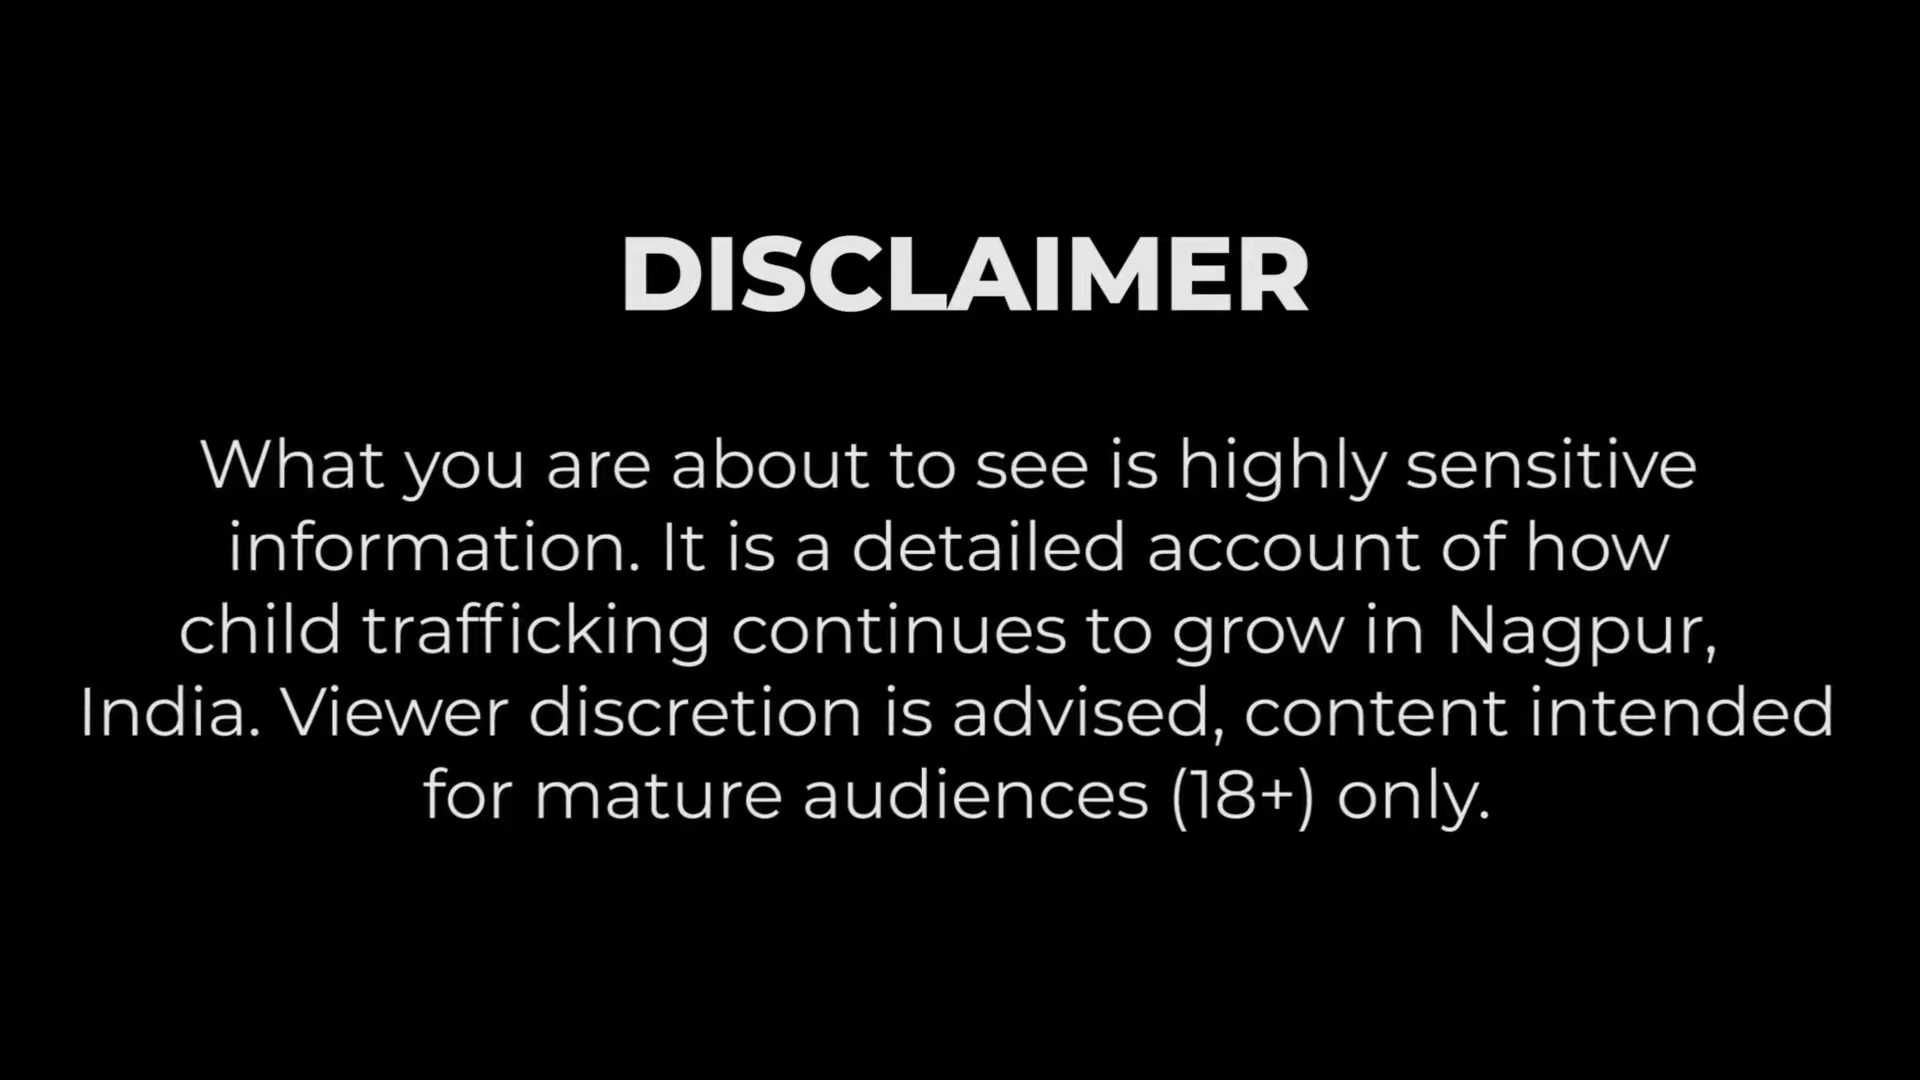 DISCLAIMER
What you are about to see is highly sensitive
information. It is a detailed account of how
child trafficking continues to grow in Nagpur,
India. Viewer discretion is advised, content intended
for mature audiences (18+) only.